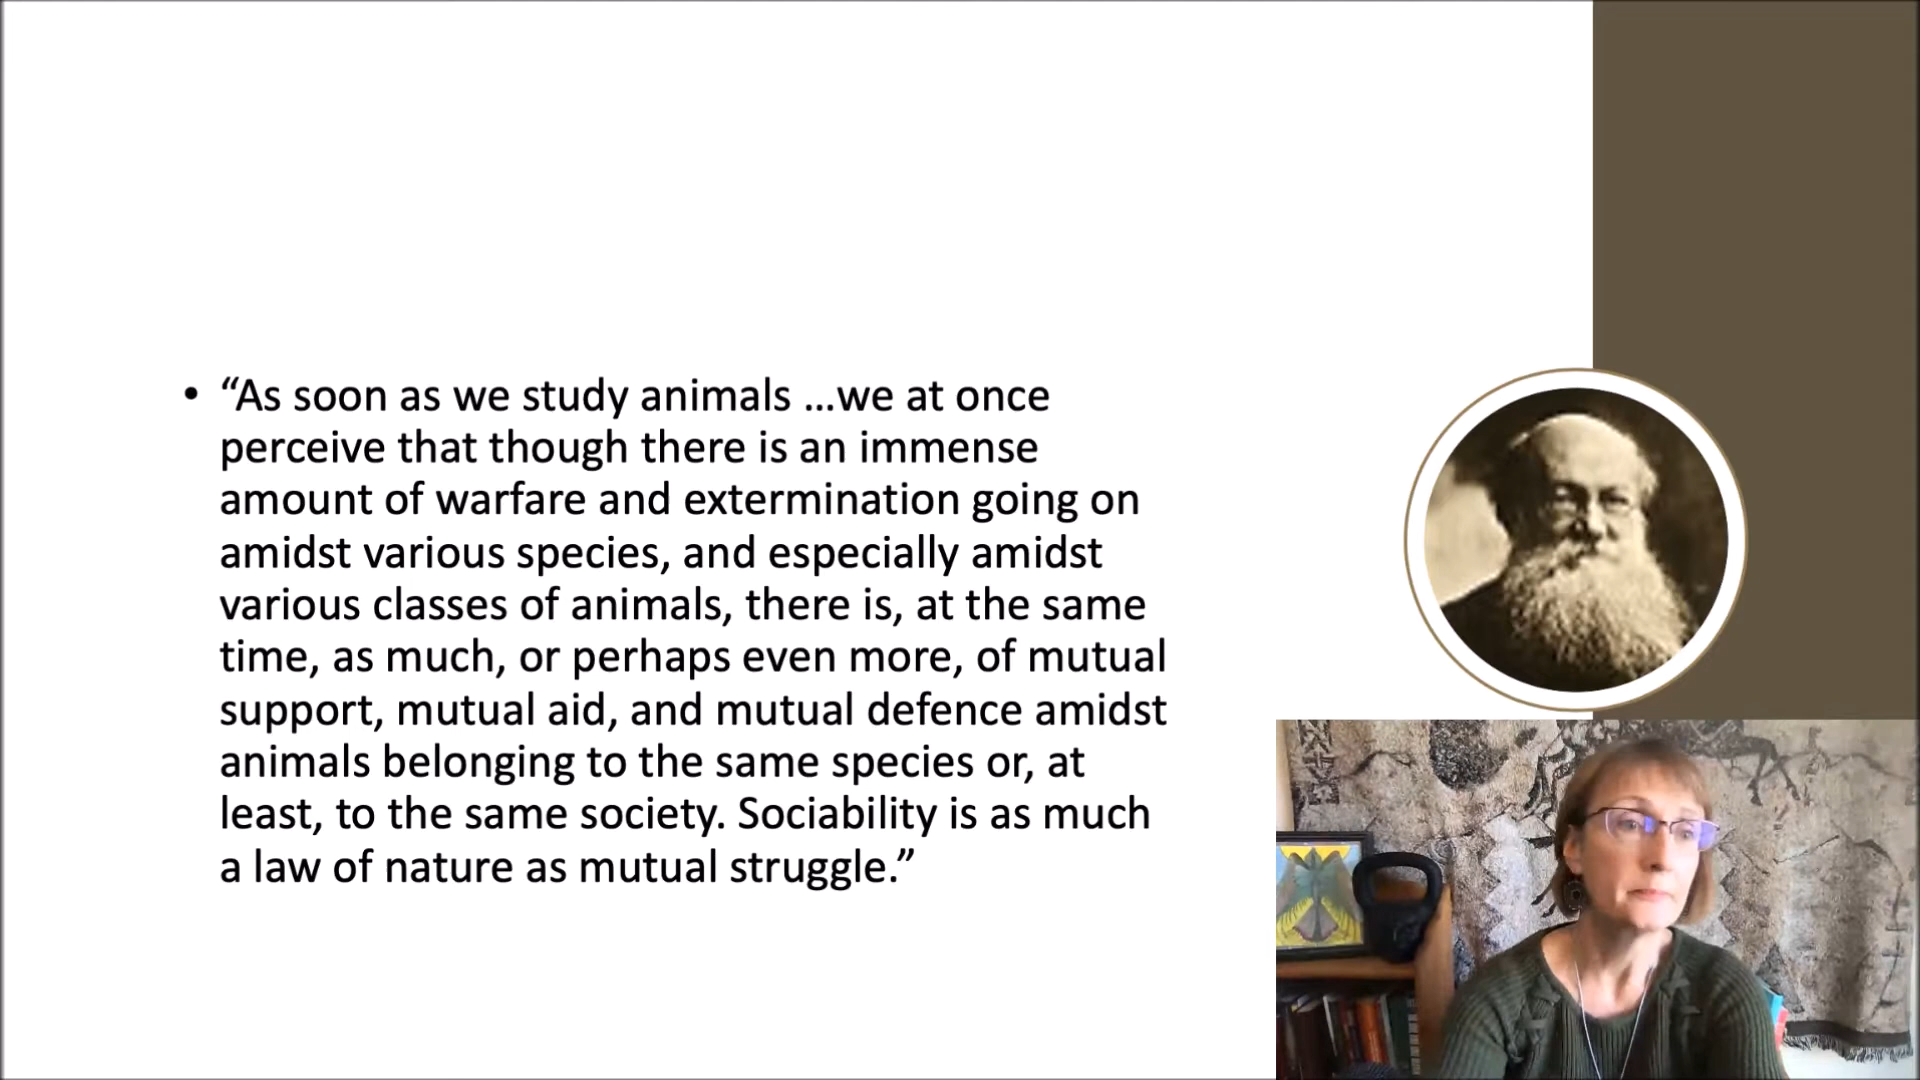 • “As soon as we study animals …we at once
perceive that though there is an immense
amount of warfare and extermination going on
amidst various species, and especially amidst
various classes of animals, there is, at the same
time, as much, or perhaps even more, of mutual
support, mutual aid, and mutual defence amidst
animals belonging to the same species or, at
least, to the same society. Sociability is as much
a law of nature as mutual struggle.”